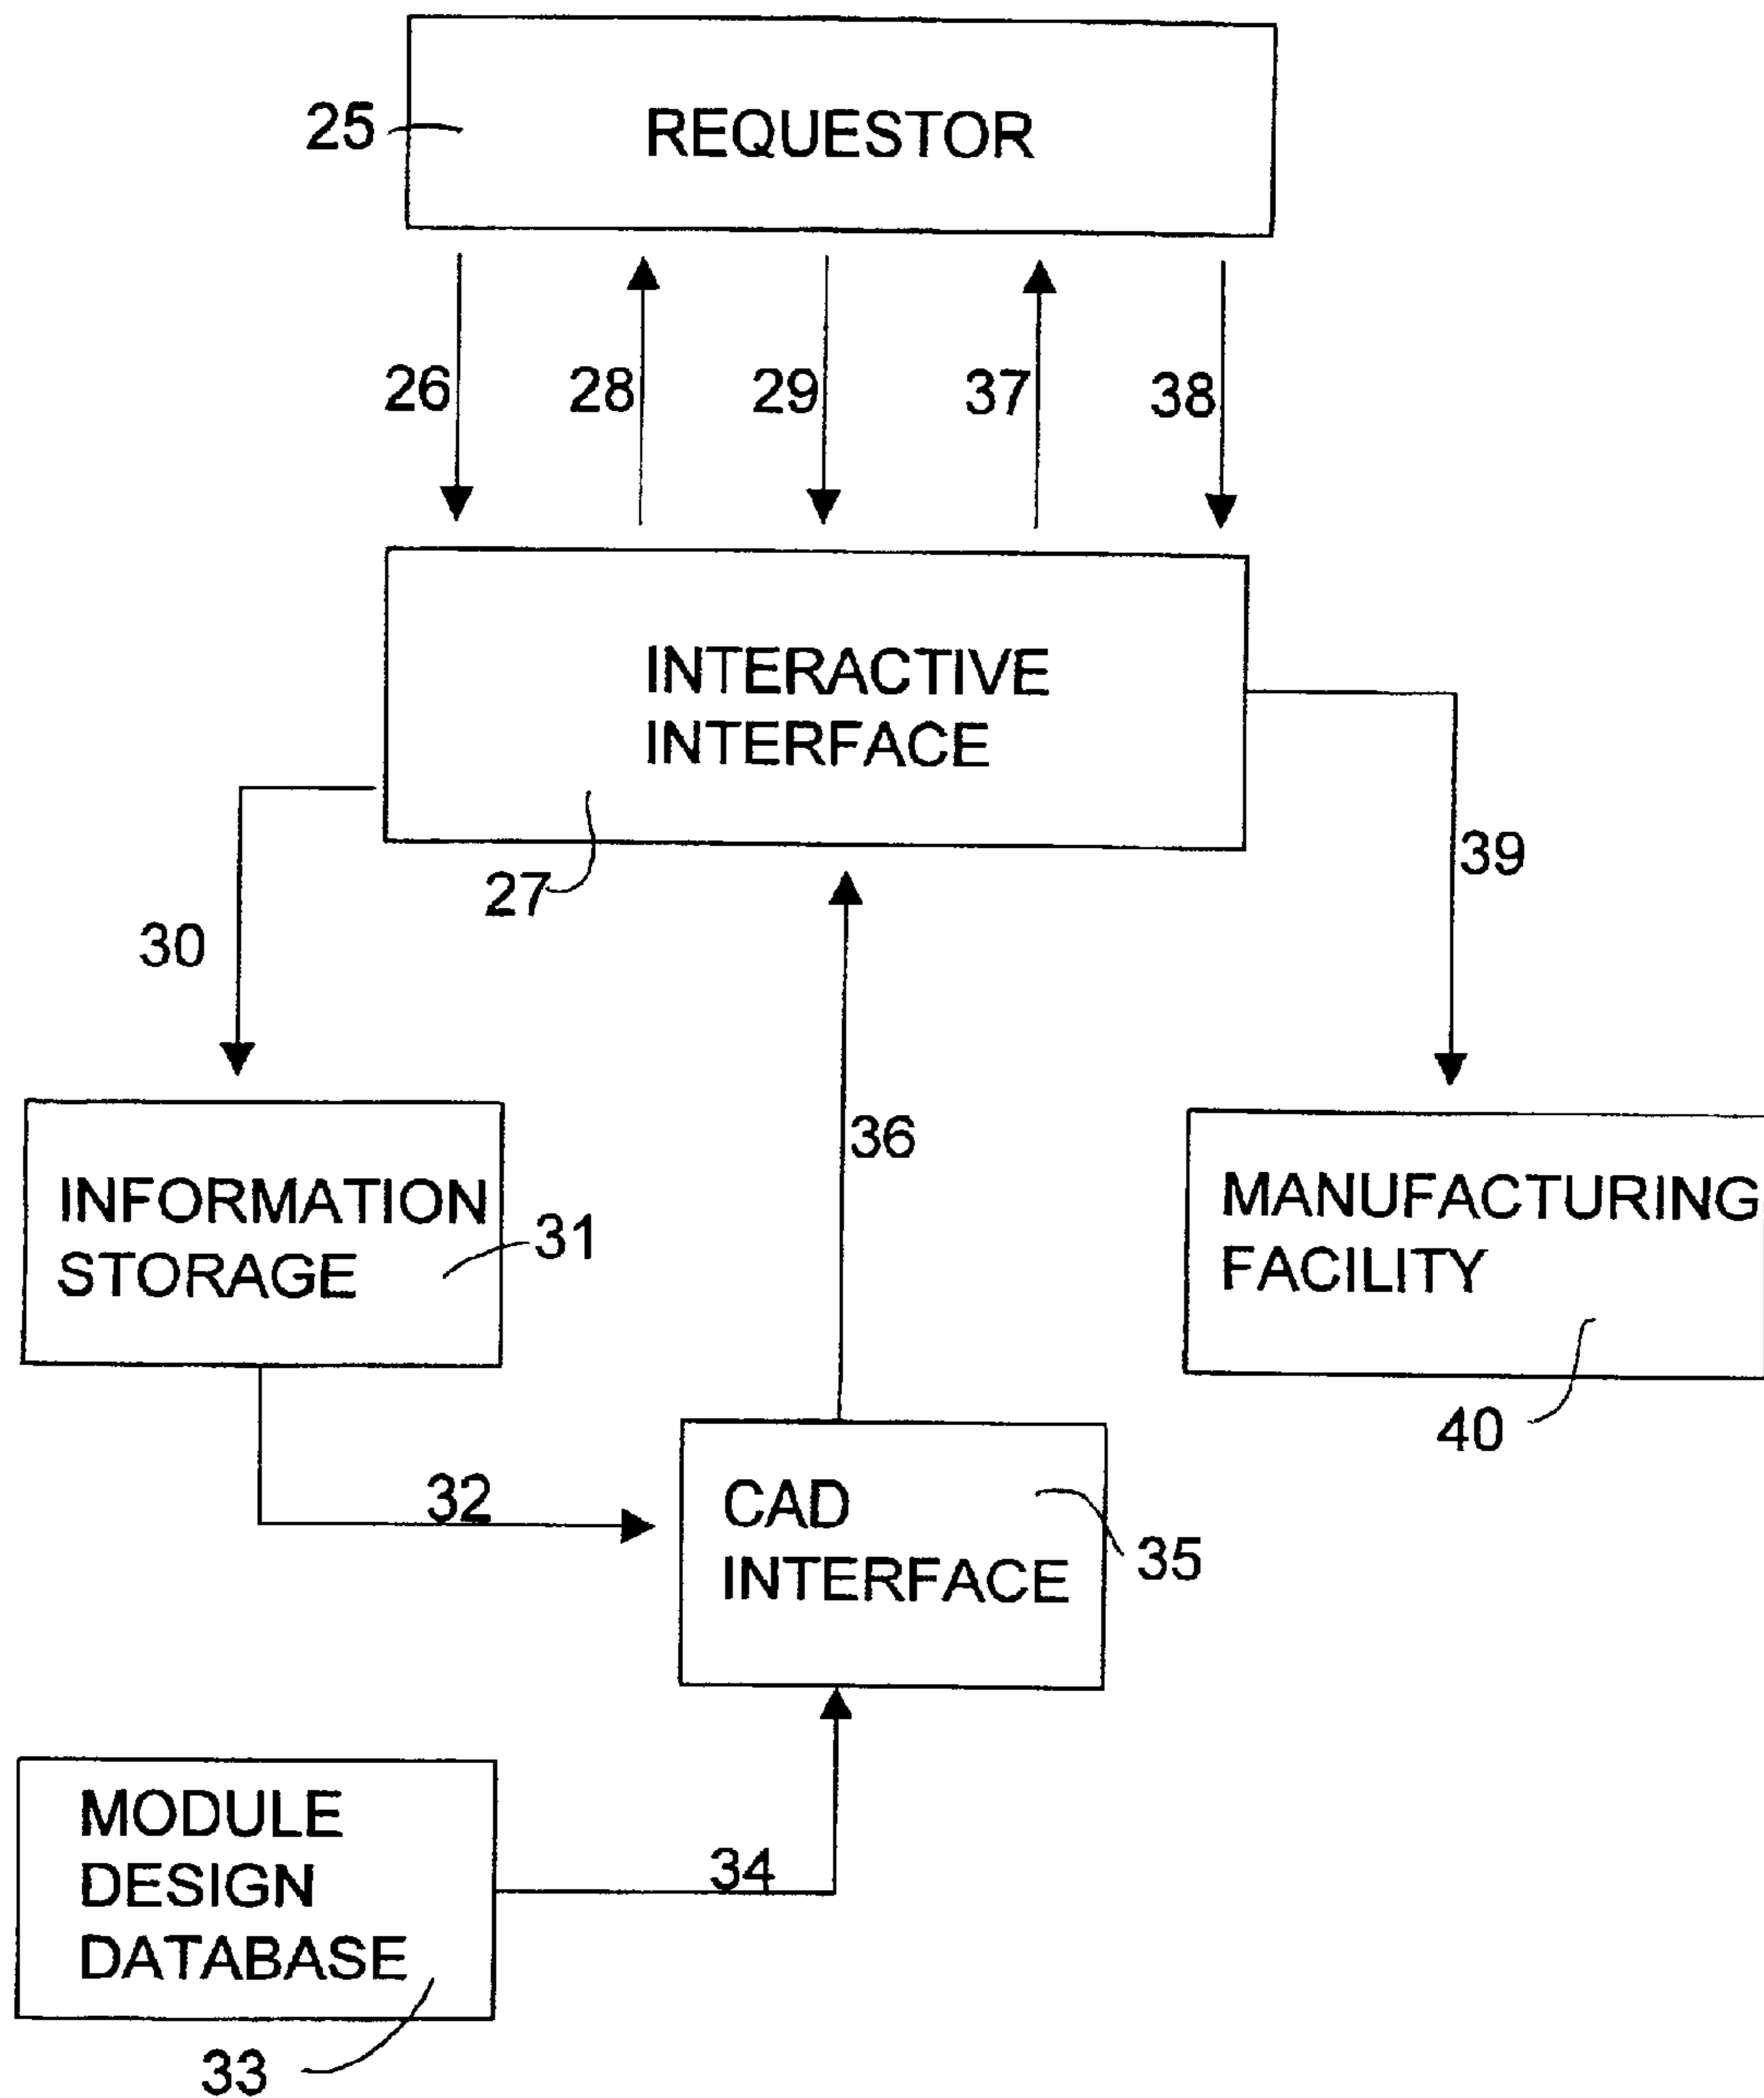 25
REQUESTOR
26
28
29
37
38
INTERACTIVE
INTERFACE
27
39
30
36
INFORMATION
STORAGE
31
MANUFACTURING
FACILITY
40
32
CAD
INTERFACE
35
MODULE
DESIGN
DATABASE
34
33